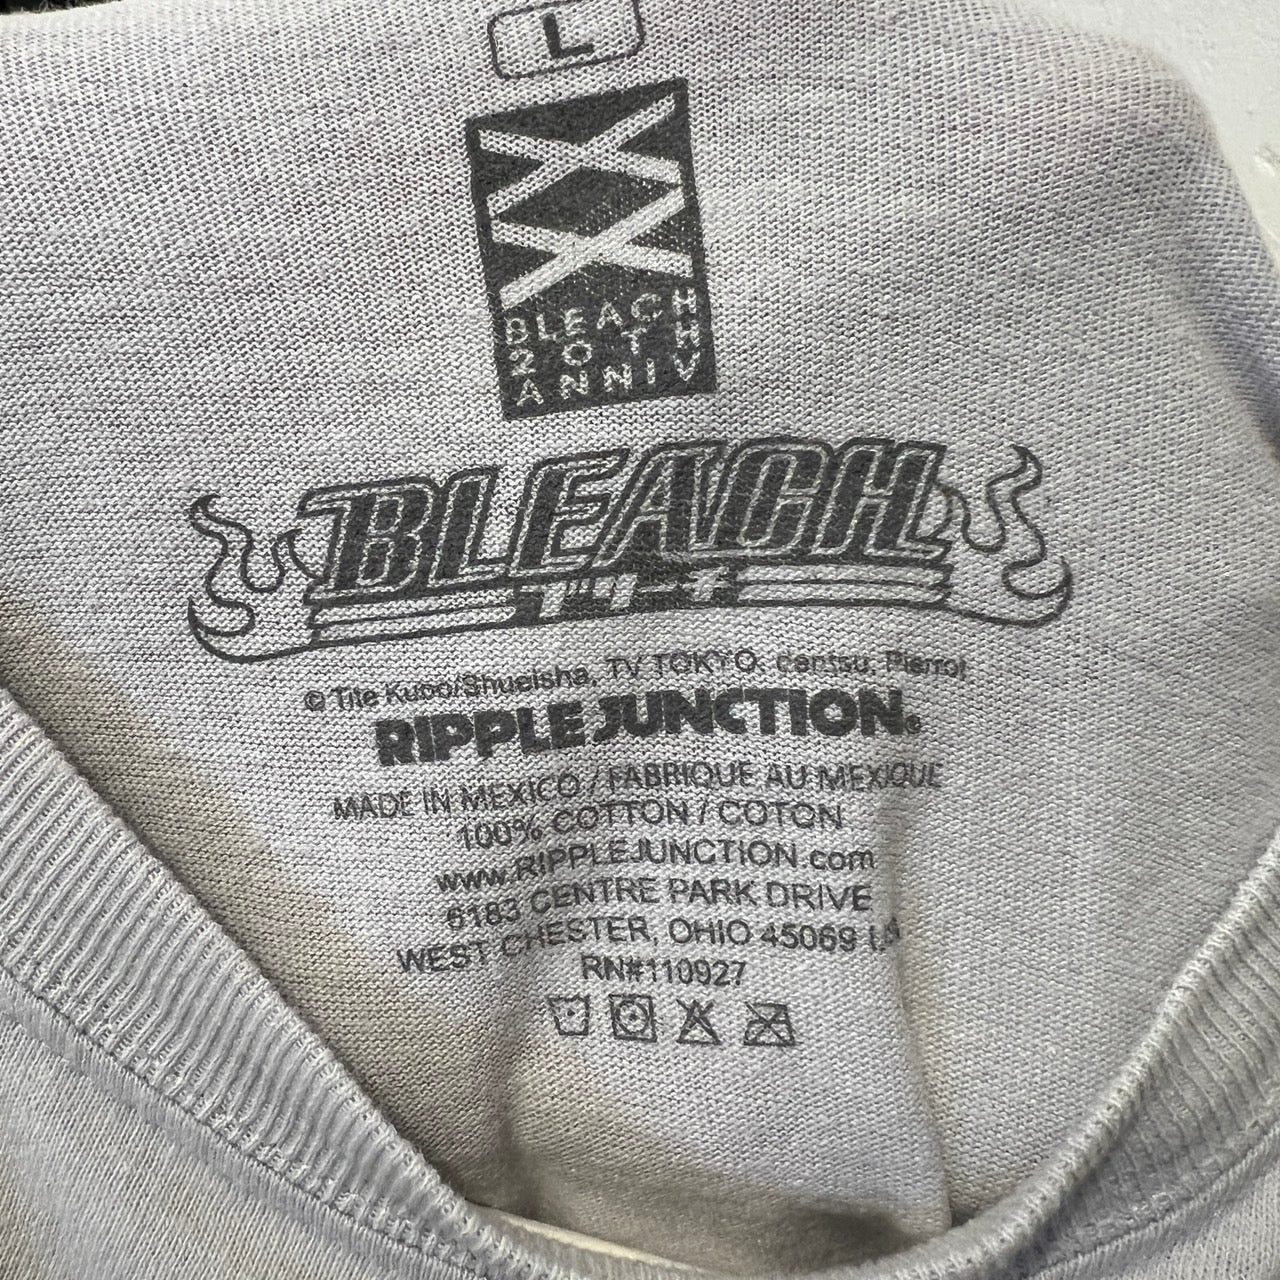 L
BLEACH
20TH
ANNIV
BLEACH
ブリーチ
© Tite Kubo/Shueisha, TV TOKYO, dentsu, Pierrot
RIPPLE JUNCTION®
MADE IN MEXICO / FABRIQUE AU MEXIQUE
100% COTTON / COTON
www.RIPPLEJUNCTION.com
6183 CENTRE PARK DRIVE
WEST CHESTER, OHIO 45069
RN#110927